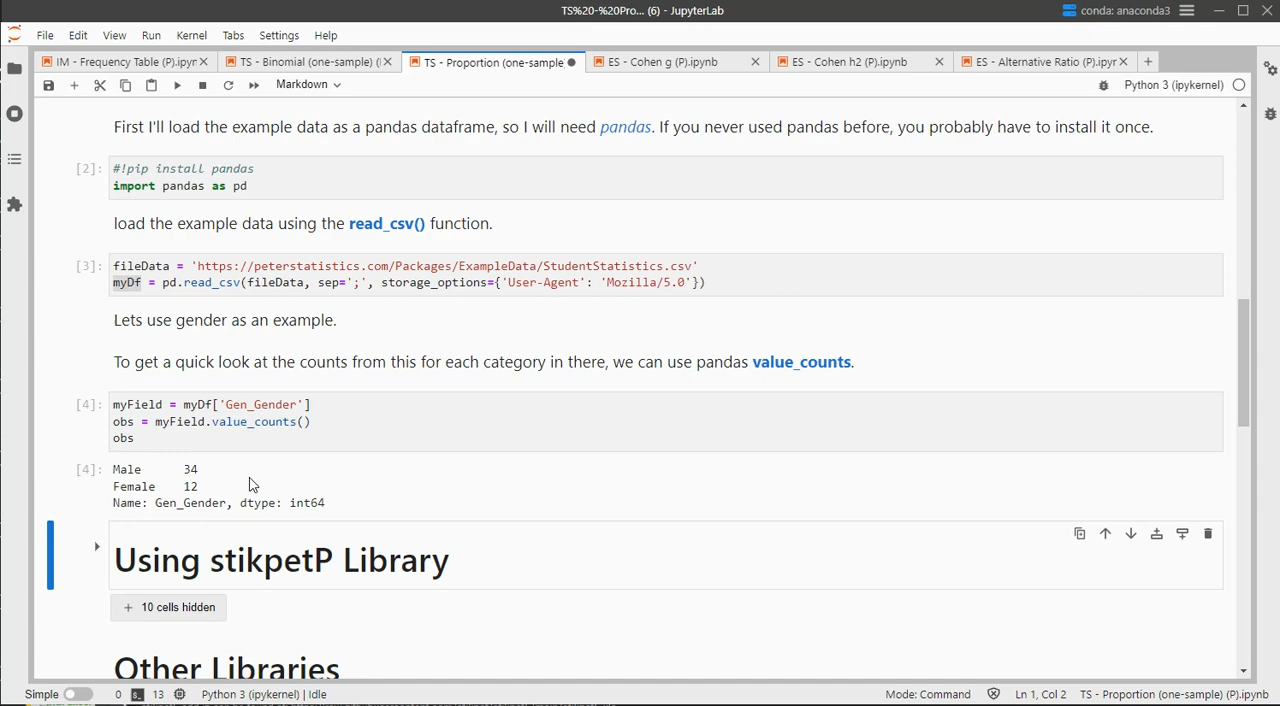 TS%20-%20Pro... (6) - JupyterLab
conda: anaconda3
File Edit View Run Kernel Tabs Settings Help
IM - Frequency Table (P).ipyr
TS - Binomial (one-sample) (
TS - Proportion (one-sample
ES - Cohen g (P).ipynb
ES - Cohen h2 (P).ipynb
ES - Alternative Ratio (P).ipyr
Markdown
Python 3 (ipykernel)
First I'll load the example data as a pandas dataframe, so I will need pandas. If you never used pandas before, you probably have to install it once.
[2]: #!pip install pandas
import pandas as pd
load the example data using the read_csv() function.
[3]: fileData = 'https://peterstatistics.com/Packages/ExampleData/StudentStatistics.csv'
myDf = pd.read_csv(fileData, sep=';', storage_options={'User-Agent': 'Mozilla/5.0'})
Lets use gender as an example.
To get a quick look at the counts from this for each category in there, we can use pandas value_counts.
[4]: myField = myDf['Gen_Gender']
obs = myField.value_counts()
obs
[4]: Male 34
Female 12
Name: Gen_Gender, dtype: int64
Using stikpetP Library
+ 10 cells hidden
Other Libraries
Simple 0 13 Python 3 (ipykernel) | Idle Mode: Command Ln 1, Col 2 TS - Proportion (one-sample) (P).ipynb